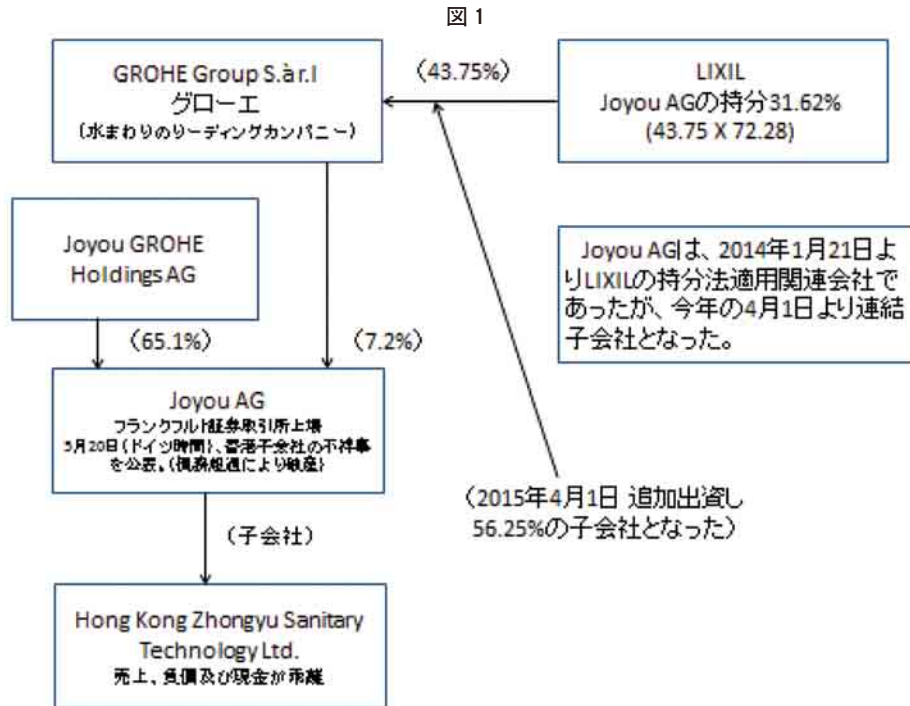 図1
GROHE Group S.à r.l
グローエ
(水まわりのリーディングカンパニー)
(43.75%)
LIXIL
Joyou AGの持分31.62%
(43.75 X 72.28)
Joyou GROHE
Holdings AG
Joyou AGは、2014年1月21日よ
りLIXILの持分法適用関連会社で
あったが、今年の4月1日より連結
子会社となった。
(65.1%)
(7.2%)
Joyou AG
フランクフルト証券取引所上場
5月20日(ドイツ時間)、香港子会社の不祥事
を公表。(債務超過により破産)
(2015年4月1日 追加出資し
56.25%の子会社となった)
(子会社)
Hong Kong Zhongyu Sanitary
Technology Ltd.
売上、負債及び現金が乖離